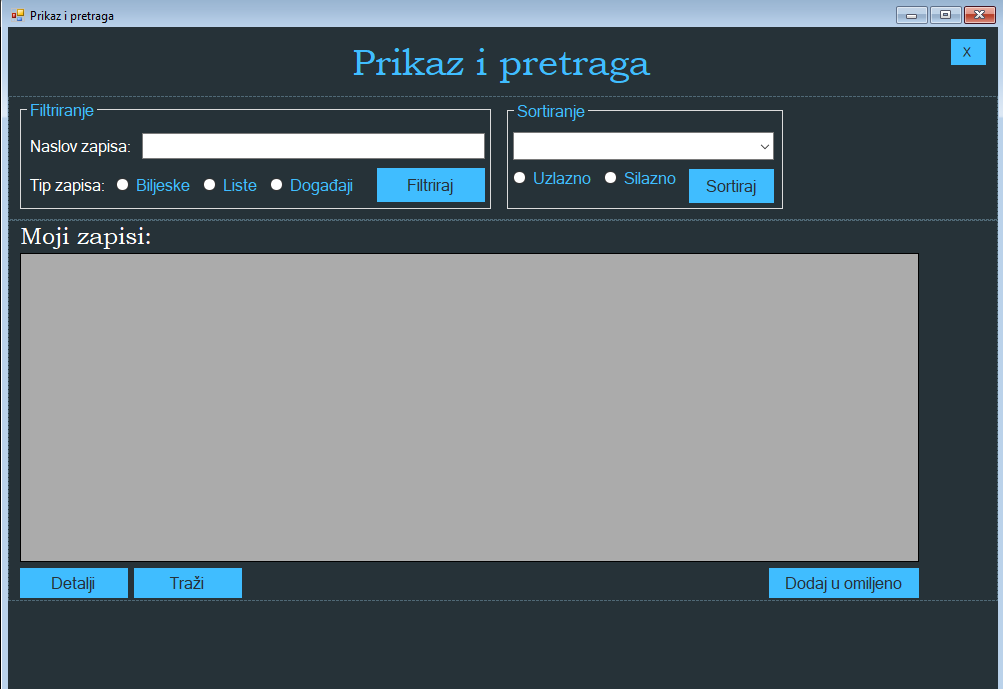 Prikaz i pretraga
Prikaz i pretraga
X
Filtriranje
Naslov zapisa:
Tip zapisa: Biljeske Liste Događaji Filtriraj
Sortiranje
Uzlazno Silazno Sortiraj
Moji zapisi:
Detalji Traži Dodaj u omiljeno